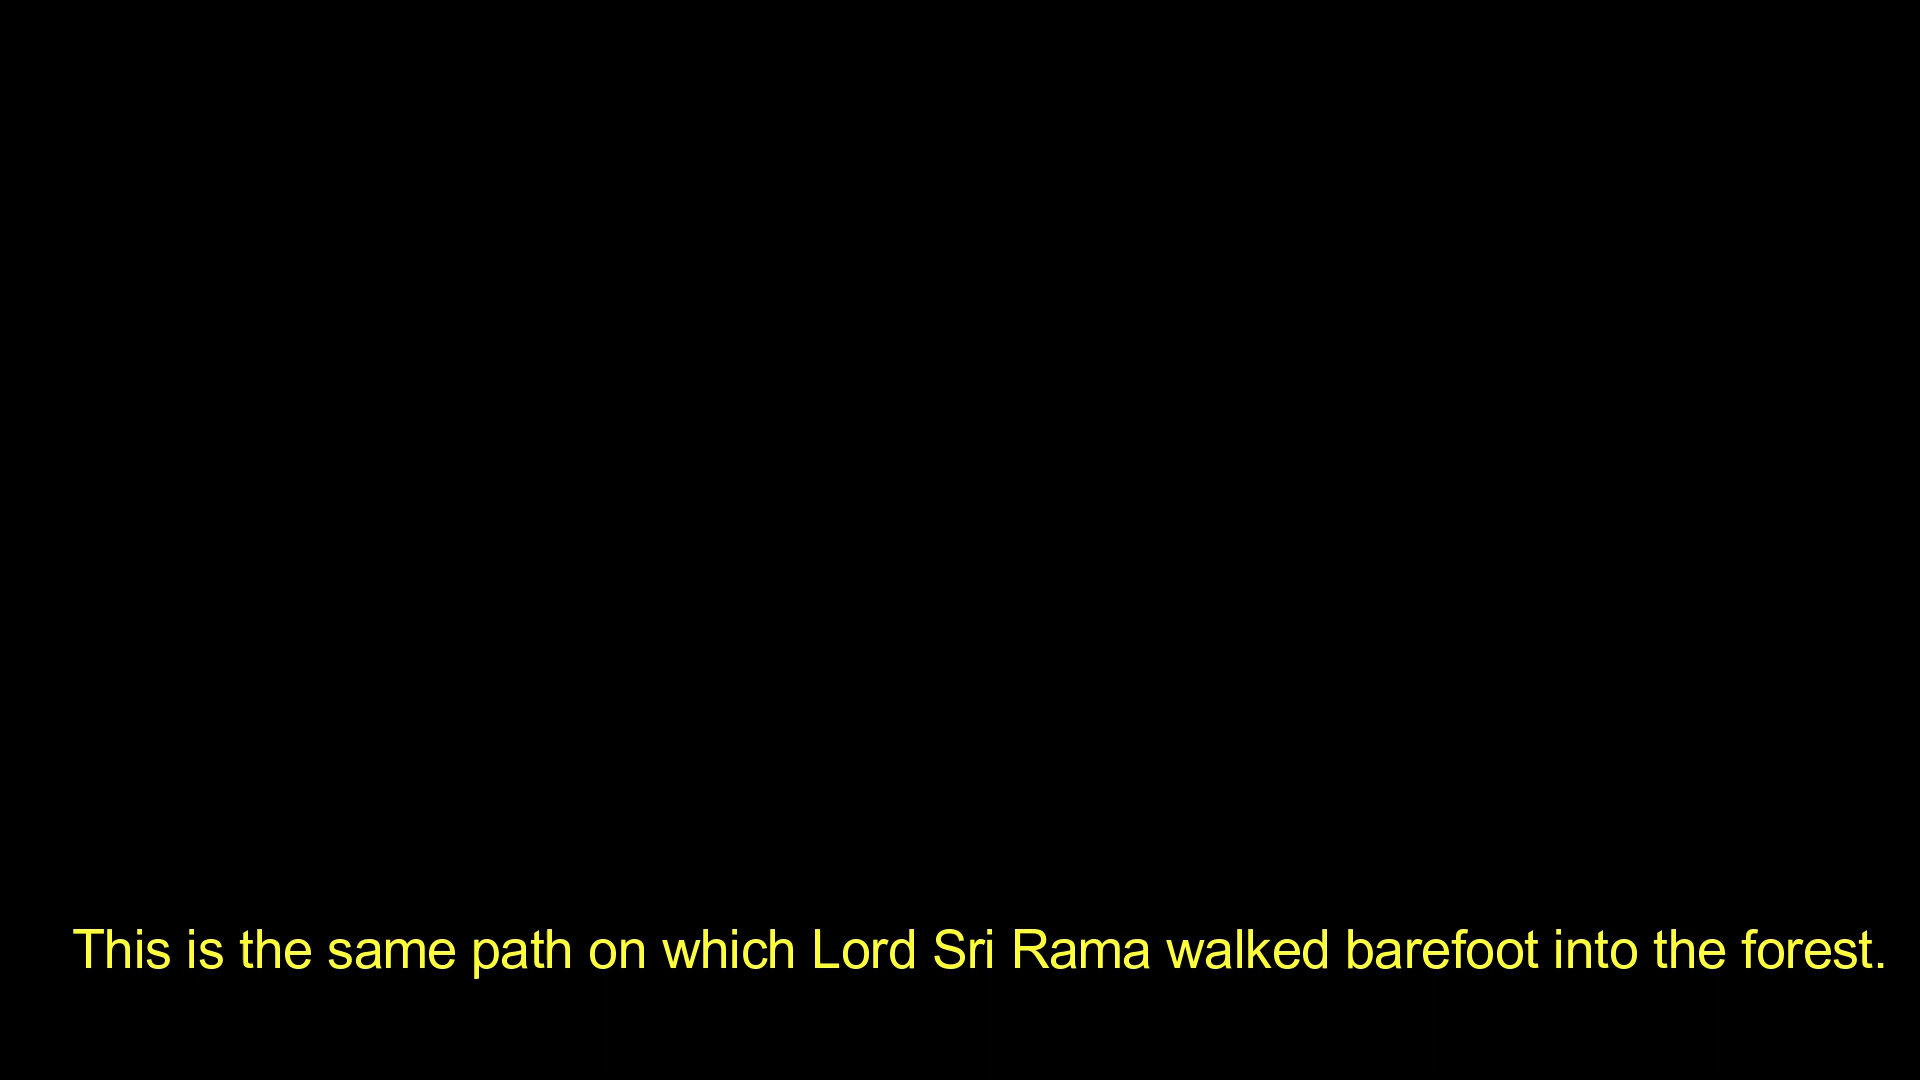 This is the same path on which Lord Sri Rama walked barefoot into the forest.